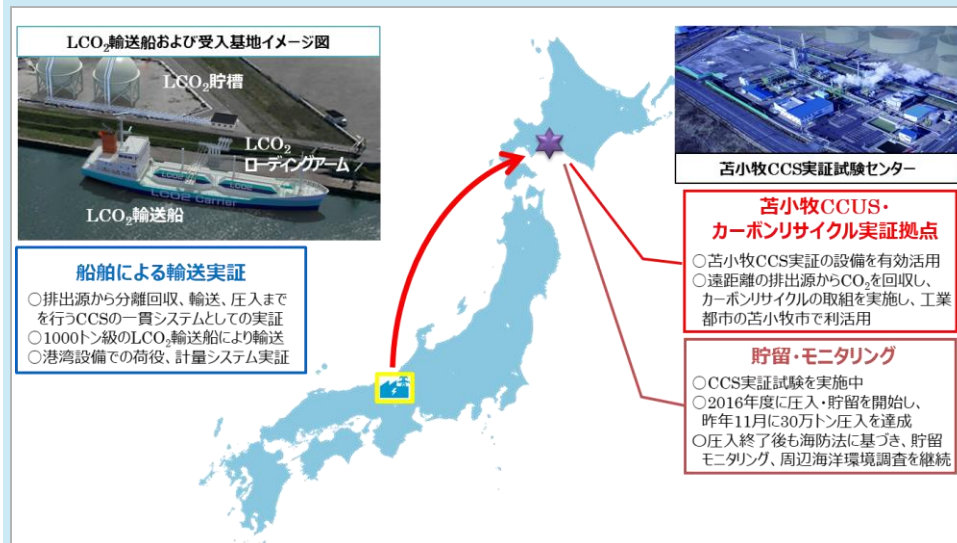 LCO₂輸送船および受入基地イメージ図
LCO₂貯槽
LCO₂
ローディングアーム
LCO2 Carrier
LCO₂輸送船
船舶による輸送実証
○排出源から分離回収、輸送、圧入まで
を行うCCSの一貫システムとしての実証
○1000トン級のLCO₂輸送船により輸送
○港湾設備での荷役、計量システム実証
苫小牧CCS実証試験センター
苫小牧CCUS・
カーボンリサイクル実証拠点
○苫小牧CCS実証の設備を有効活用
○遠距離の排出源からCO₂を回収し、
カーボンリサイクルの取組を実施し、工業
都市の苫小牧市で利活用
貯留・モニタリング
○CCS実証試験を実施中
○2016年度に圧入・貯留を開始し、
昨年11月に30万トン圧入を達成
○圧入終了後も海防法に基づき、貯留
モニタリング、周辺海洋環境調査を継続